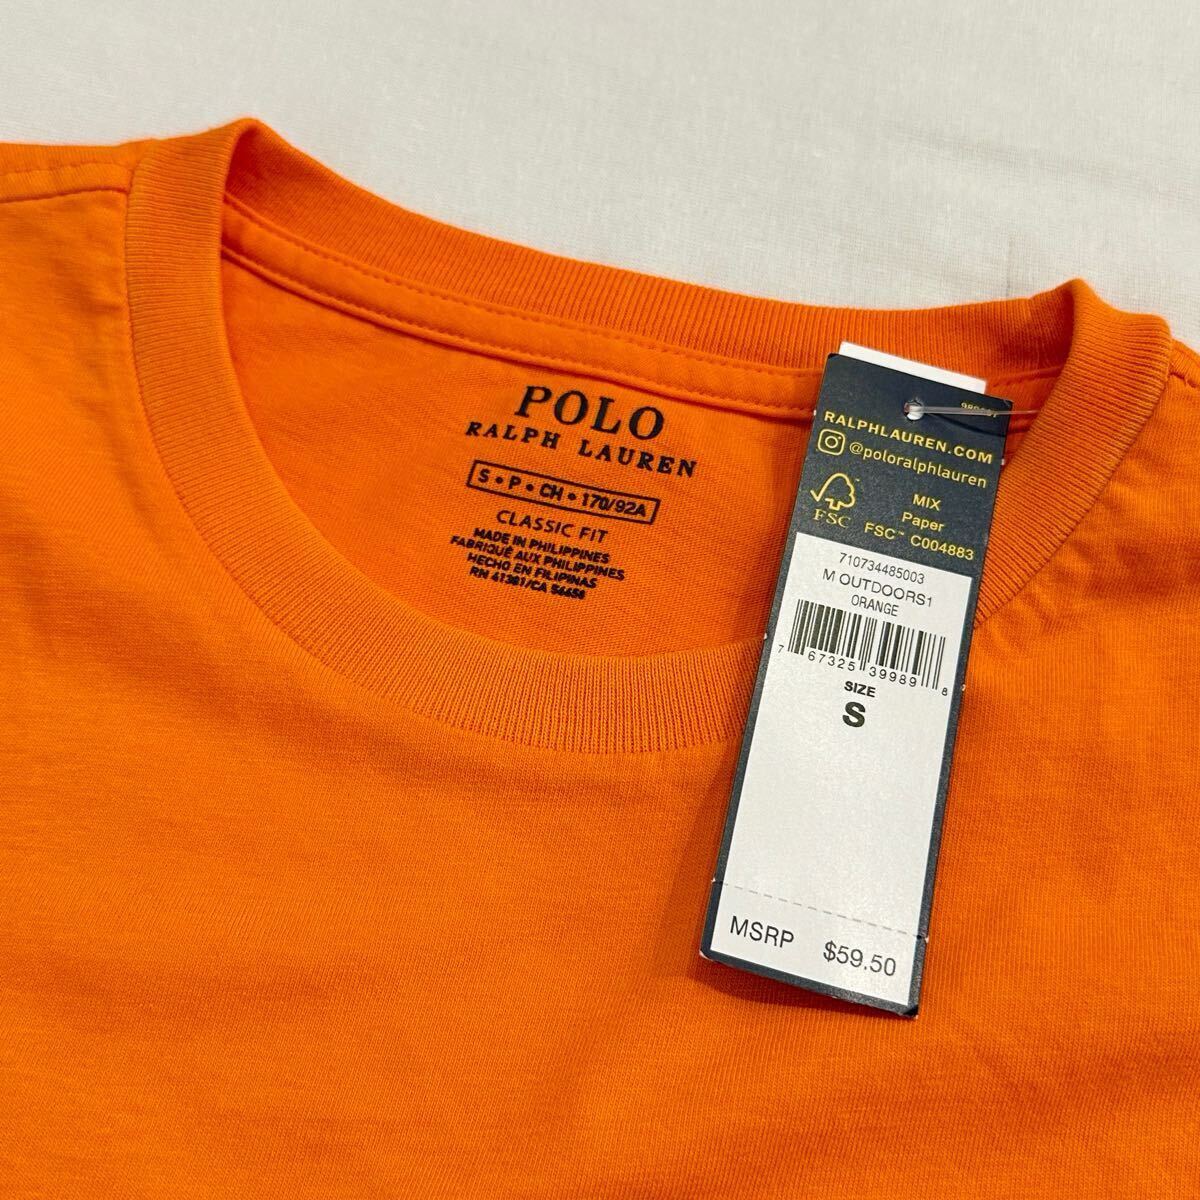 POLO
RALPH LAUREN
S • P • CH • 170/92A
CLASSIC FIT
MADE IN PHILIPPINES
FABRIQUÉ AUX PHILIPPINES
HECHO EN FILIPINAS
RN 41381/CA 56658
RALPHLAUREN.COM
@poloralphlauren
FSC
MIX
Paper
FSC™ C004883
710734485003
M OUTDOORS1
ORANGE
7 67325 39989 8
SIZE
S
MSRP $59.50